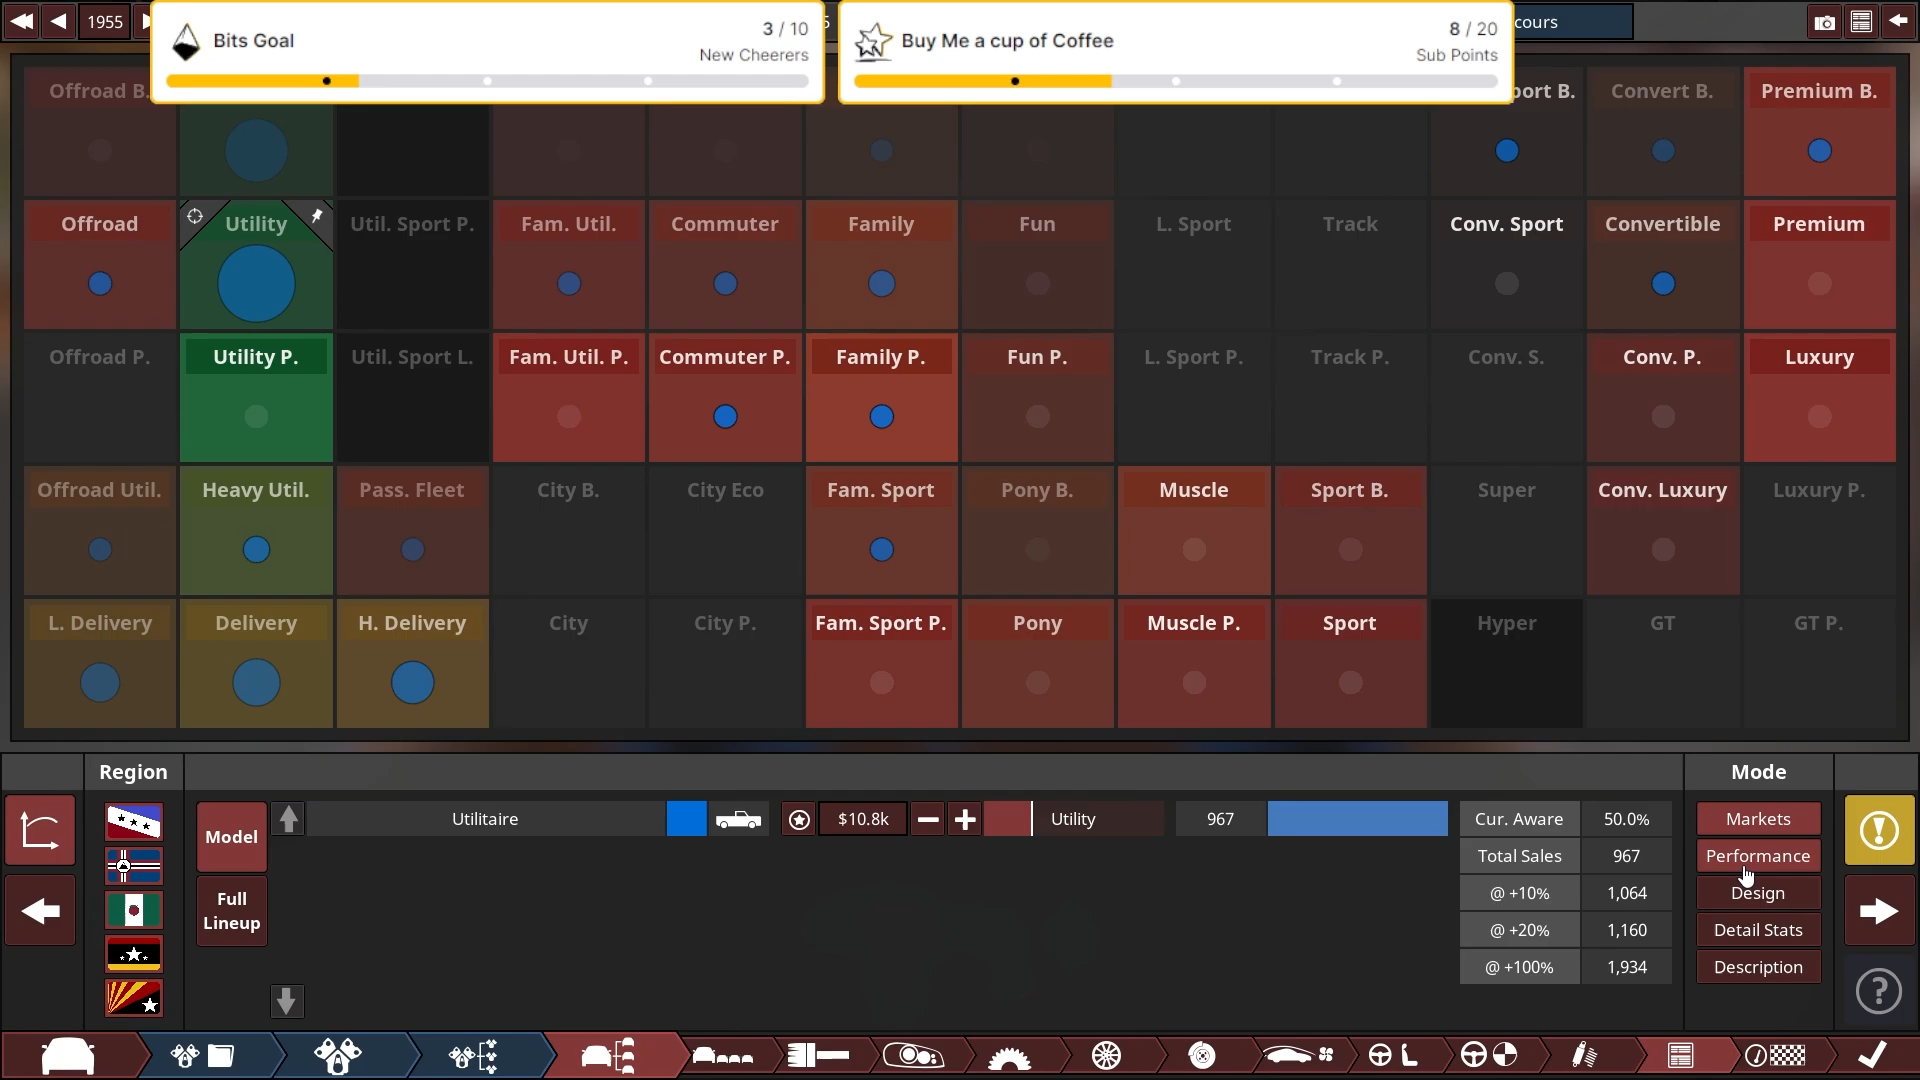 1955
Bits Goal
3 / 10
New Cheerers
5
Buy Me a cup of Coffee
8 / 20
Sub Points
cours
Offroad B.
port B.
Convert B.
Premium B.
Offroad
Utility
Util. Sport P.
Fam. Util.
Commuter
Family
Fun
L. Sport
Track
Conv. Sport
Convertible
Premium
Offroad P.
Utility P.
Util. Sport L.
Fam. Util. P.
Commuter P.
Family P.
Fun P.
L. Sport P.
Track P.
Conv. S.
Conv. P.
Luxury
Offroad Util.
Heavy Util.
Pass. Fleet
City B.
City Eco
Fam. Sport
Pony B.
Muscle
Sport B.
Super
Conv. Luxury
Luxury P.
L. Delivery
Delivery
H. Delivery
City
City P.
Fam. Sport P.
Pony
Muscle P.
Sport
Hyper
GT
GT P.
Region
Mode
Model
Full
Lineup
Utilitaire
$10.8k
Utility
967
Cur. Aware
50.0%
Total Sales
967
@ +10%
1,064
@ +20%
1,160
@ +100%
1,934
Markets
Performance
Design
Detail Stats
Description